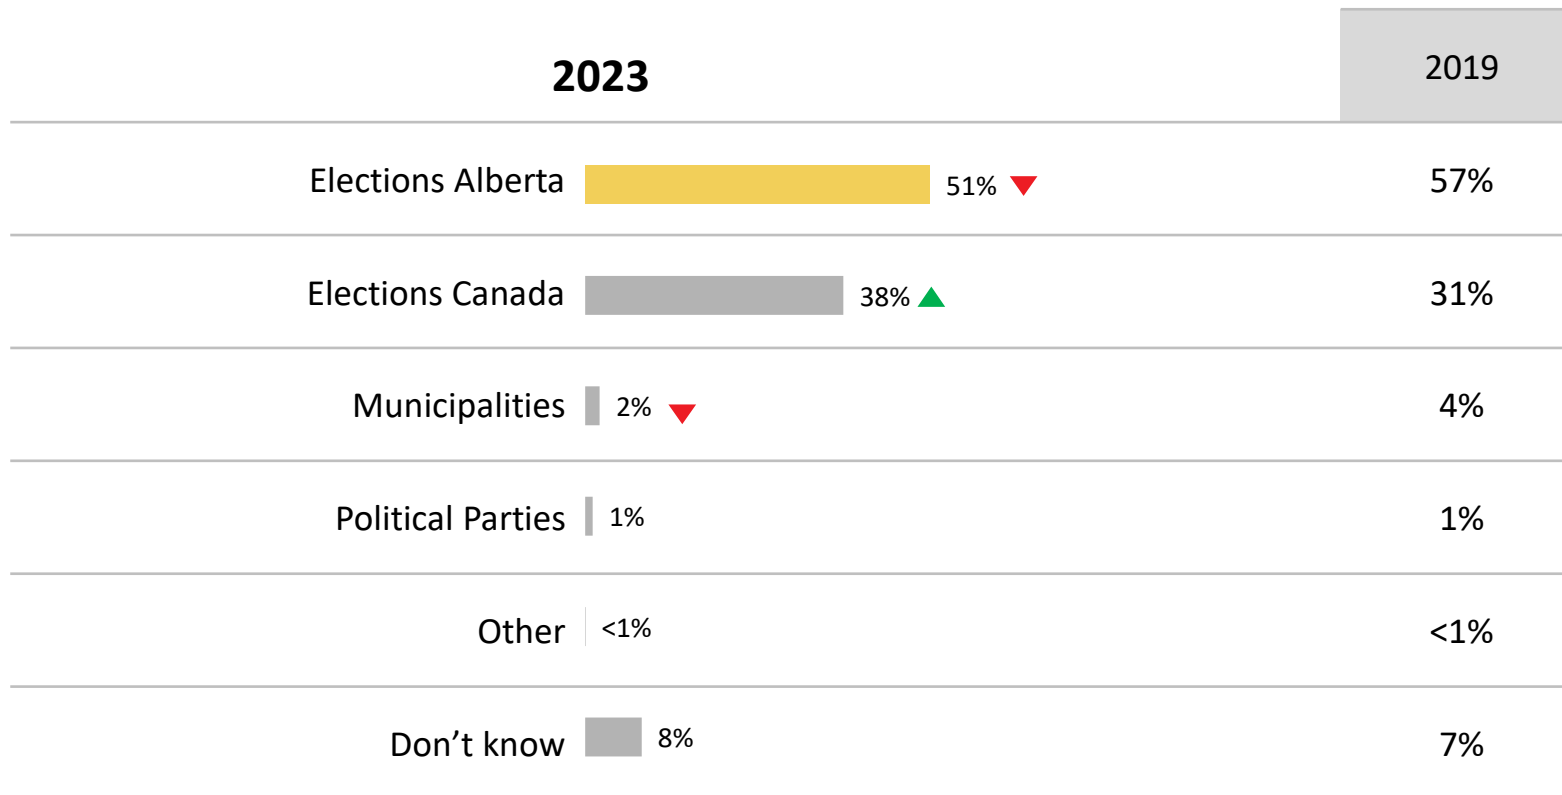 2023 2019
Elections Alberta 51% 57%
Elections Canada 38% 31%
Municipalities 2% 4%
Political Parties 1% 1%
Other <1% <1%
Don’t know 8% 7%